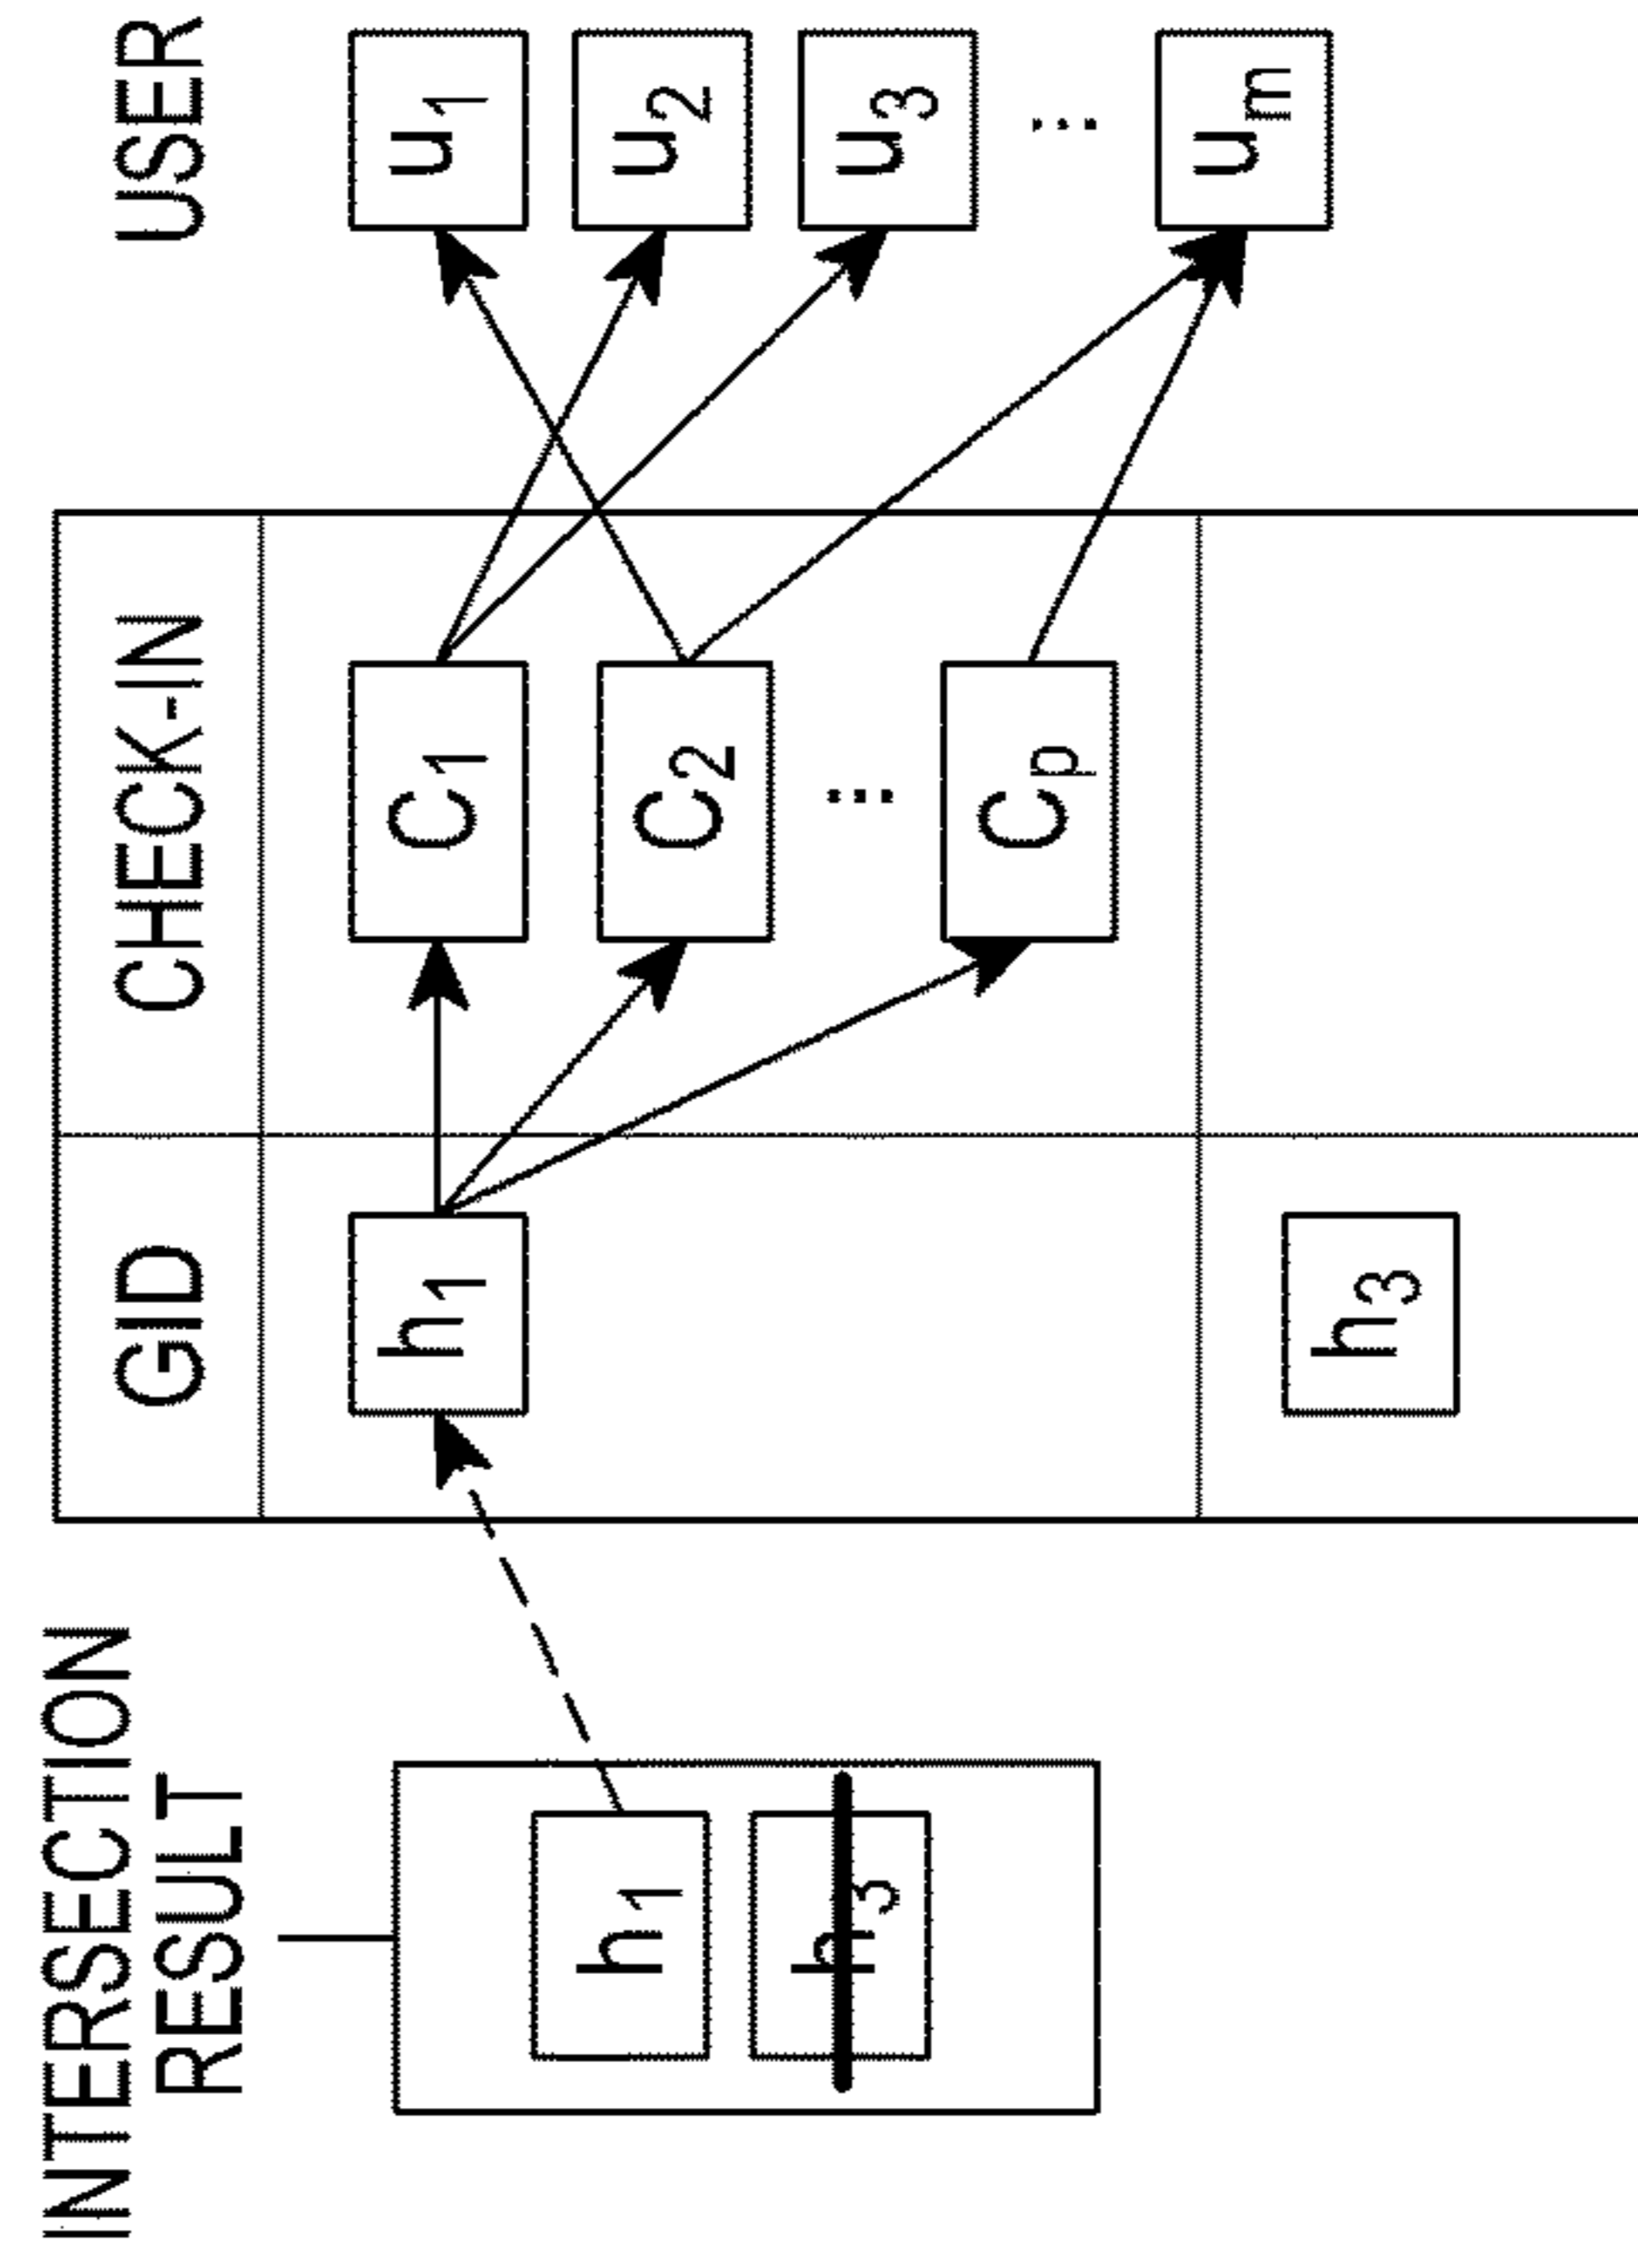 INTERSECTION
RESULT
GID
CHECK-IN
USER
h1
h3
h1
C1
C2
⋮
Cp
h3
u1
u2
u3
⋮
um